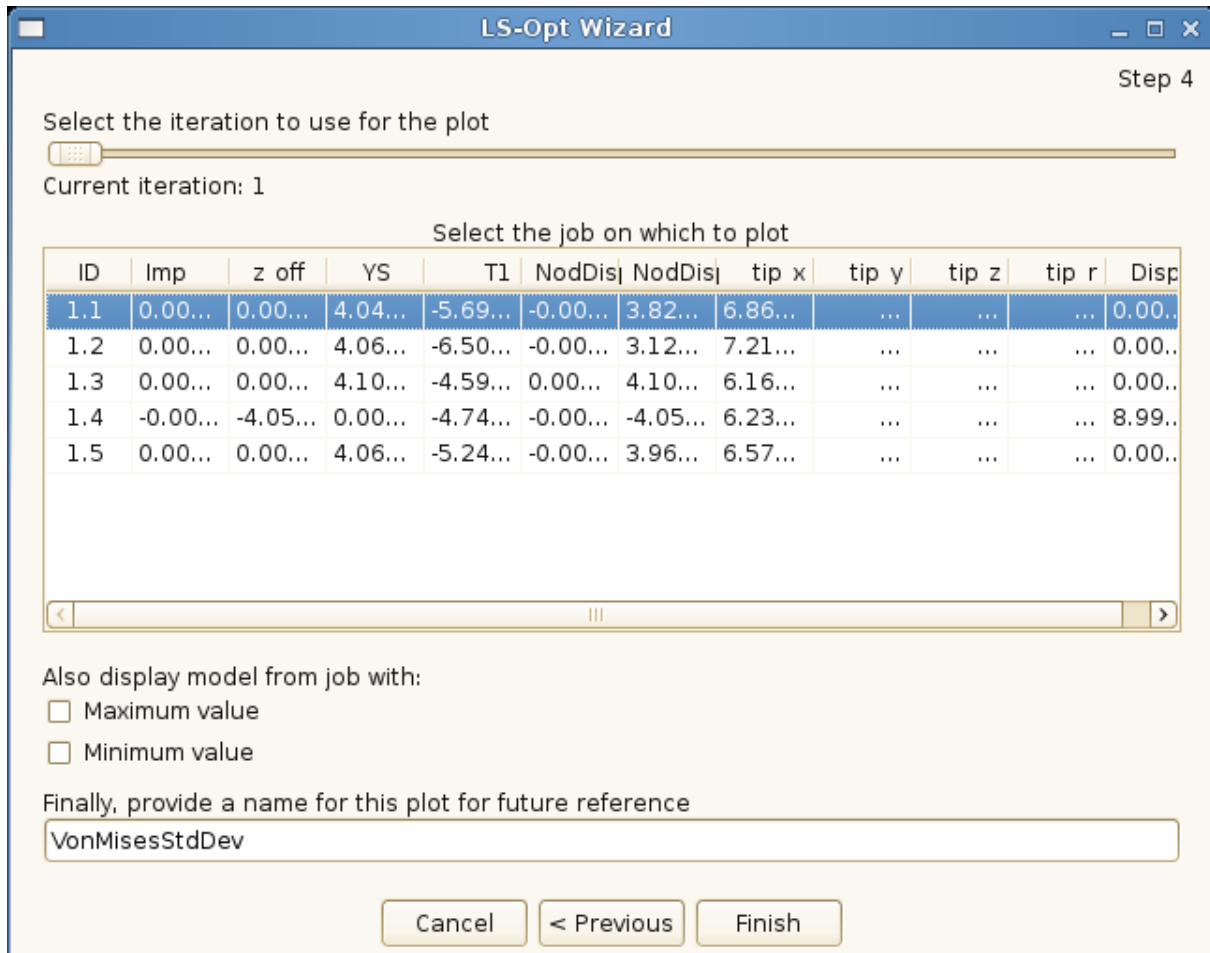 LS-Opt Wizard
Step 4
Select the iteration to use for the plot
Current iteration: 1
Select the job on which to plot
ID Imp z off YS T1 NodDisp NodDisp tip x tip y tip z tip r Disp
1.1 0.00... 0.00... 4.04... -5.69... -0.00... 3.82... 6.86... ... ... ... 0.00..
1.2 0.00... 0.00... 4.06... -6.50... -0.00... 3.12... 7.21... ... ... ... 0.00..
1.3 0.00... 0.00... 4.10... -4.59... 0.00... 4.10... 6.16... ... ... ... 0.00..
1.4 -0.00... -4.05... 0.00... -4.74... -0.00... -4.05... 6.23... ... ... ... 8.99..
1.5 0.00... 0.00... 4.06... -5.24... -0.00... 3.96... 6.57... ... ... ... 0.00..
Also display model from job with:
Maximum value
Minimum value
Finally, provide a name for this plot for future reference
VonMisesStdDev
Cancel < Previous Finish